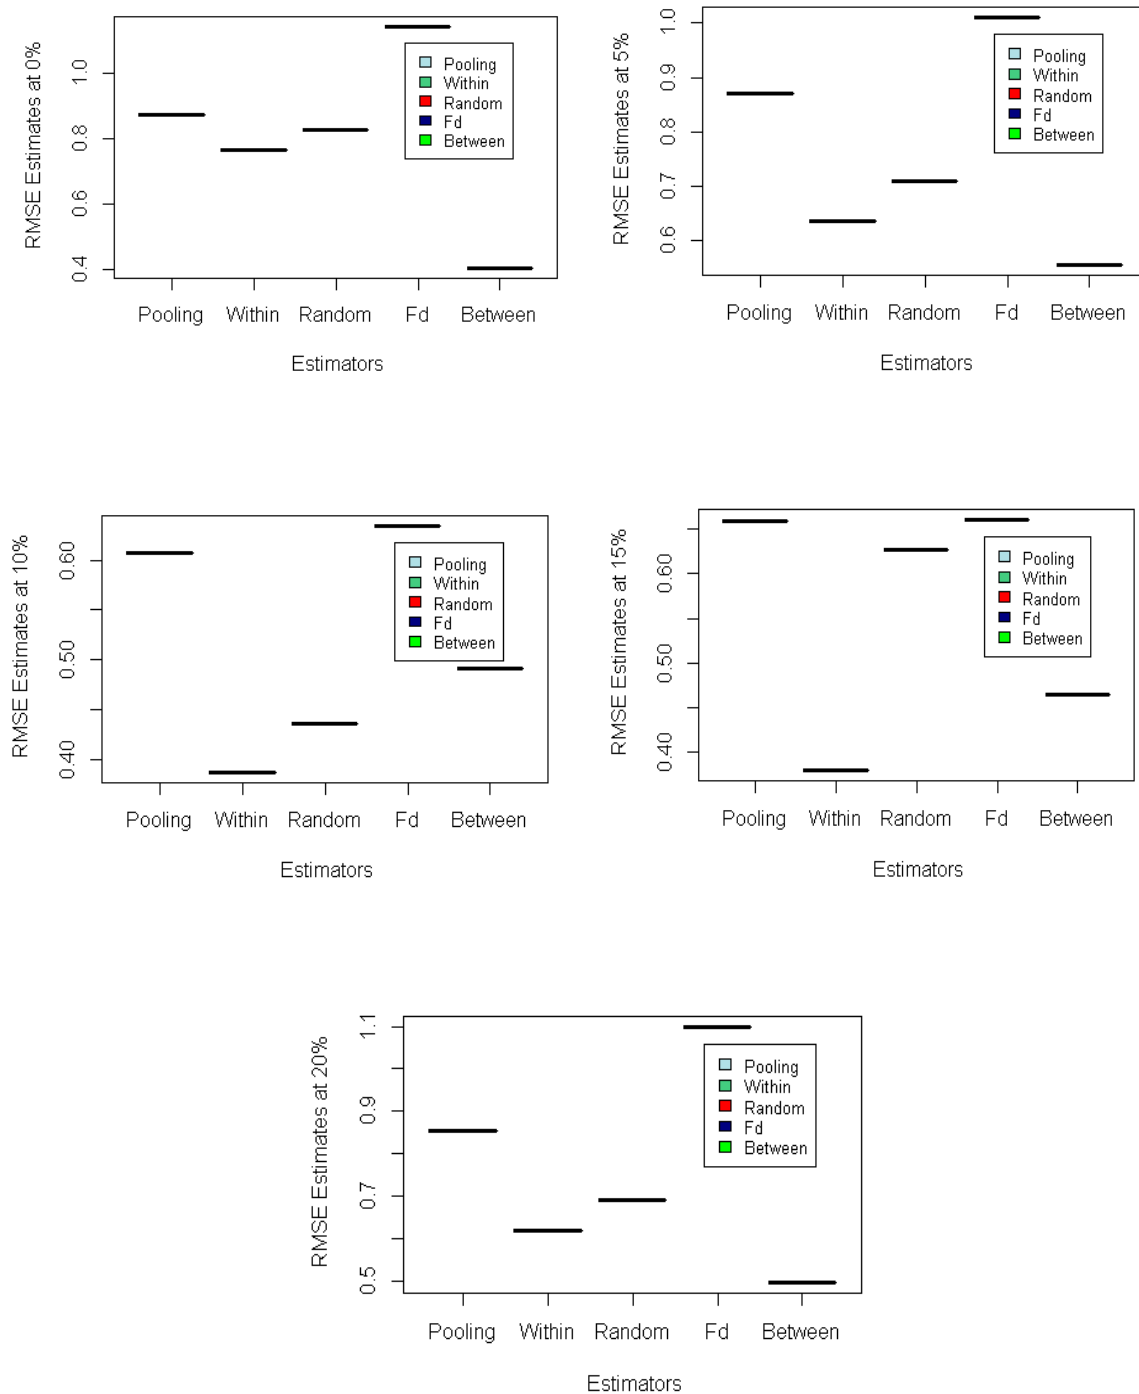 RMSE Estimates at 0%
1.0
0.8
0.6
0.4
Pooling
Within
Random
Fd
Between
Pooling Within Random Fd Between
Estimators
RMSE Estimates at 5%
1.0
0.9
0.8
0.7
0.6
Pooling
Within
Random
Fd
Between
Pooling Within Random Fd Between
Estimators
RMSE Estimates at 10%
0.60
0.50
0.40
Pooling
Within
Random
Fd
Between
Pooling Within Random Fd Between
Estimators
RMSE Estimates at 15%
0.60
0.50
0.40
Pooling
Within
Random
Fd
Between
Pooling Within Random Fd Between
Estimators
RMSE Estimates at 20%
1.1
0.9
0.7
0.5
Pooling
Within
Random
Fd
Between
Pooling Within Random Fd Between
Estimators